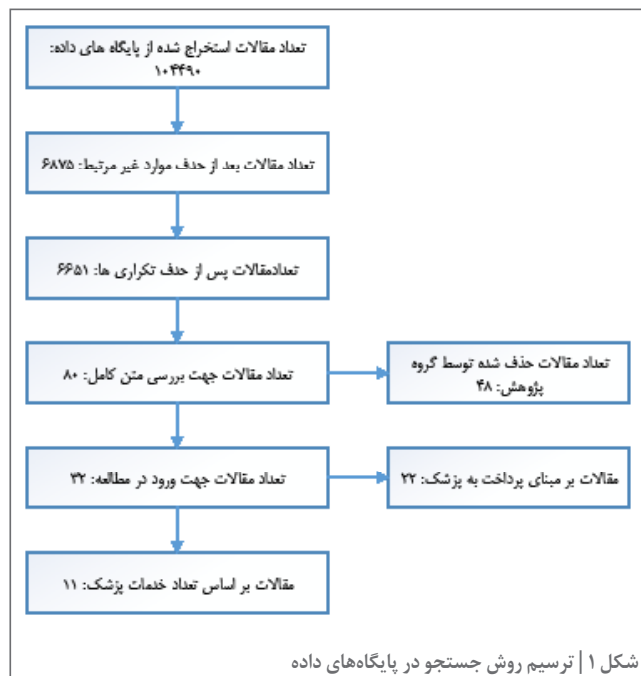 تعداد مقالات استخراج شده از پایگاه های داده:
۱۰۴۴۹۰
تعداد مقالات بعد از حذف موارد غیر مرتبط: ۶۸۷۵
تعدادمقالات پس از حذف تکراری ها: ۶۶۵۱
تعداد مقالات جهت بررسی متن کامل: ۸۰
تعداد مقالات حذف شده توسط گروه
پژوهش: ۴۸
تعداد مقالات جهت ورود در مطالعه: ۳۲
مقالات بر مبنای پرداخت به پزشک: ۲۲
مقالات بر اساس تعداد خدمات پزشک: ۱۱
شکل ۱ | ترسیم روش جستجو در پایگاه‌های داده